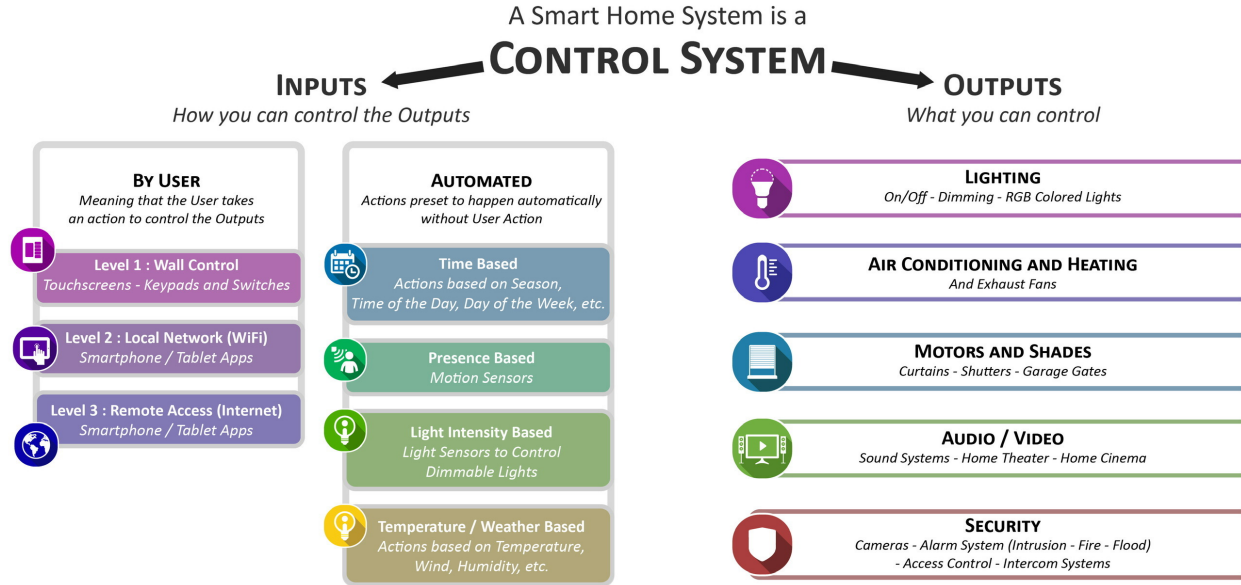 A Smart Home System is a
CONTROL SYSTEM
INPUTS
How you can control the Outputs
BY USER
Meaning that the User takes
an action to control the Outputs
Level 1 : Wall Control
Touchscreens - Keypads and Switches
Level 2 : Local Network (WiFi)
Smartphone / Tablet Apps
Level 3 : Remote Access (Internet)
Smartphone / Tablet Apps
AUTOMATED
Actions preset to happen automatically
without User Action
Time Based
Actions based on Season,
Time of the Day, Day of the Week, etc.
Presence Based
Motion Sensors
Light Intensity Based
Light Sensors to Control
Dimmable Lights
Temperature / Weather Based
Actions based on Temperature,
Wind, Humidity, etc.
OUTPUTS
What you can control
LIGHTING
On/Off - Dimming - RGB Colored Lights
AIR CONDITIONING AND HEATING
And Exhaust Fans
MOTORS AND SHADES
Curtains - Shutters - Garage Gates
AUDIO / VIDEO
Sound Systems - Home Theater - Home Cinema
SECURITY
Cameras - Alarm System (Intrusion - Fire - Flood)
- Access Control - Intercom Systems